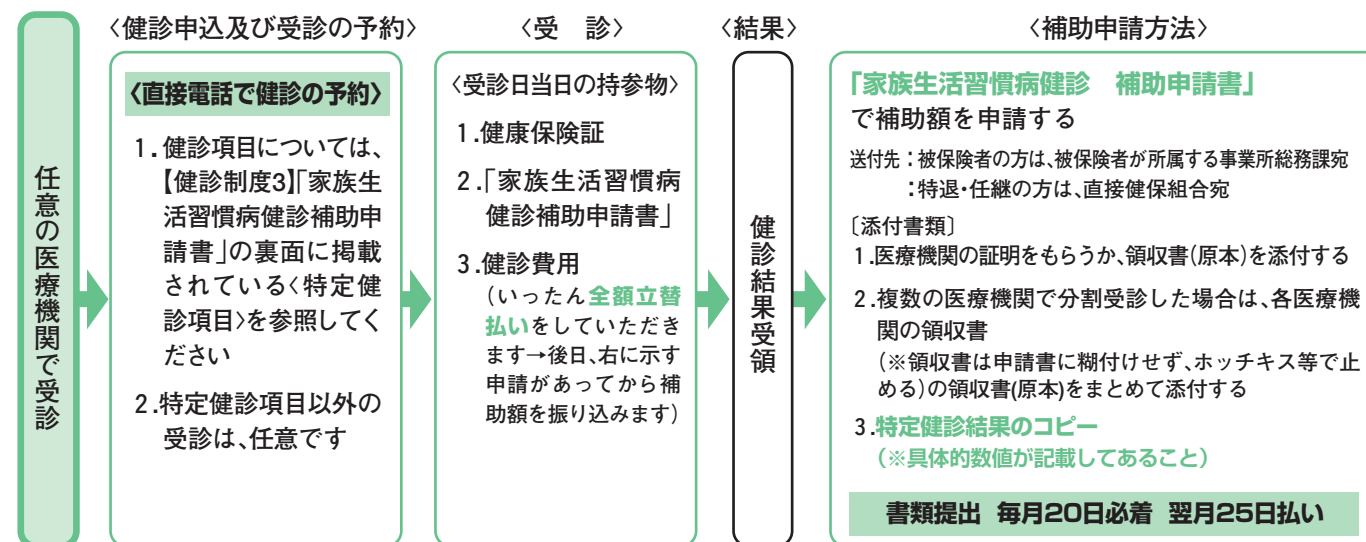 任意の医療機関で受診
〈健診申込及び受診の予約〉
〈直接電話で健診の予約〉
1.健診項目については、
【健診制度3】「家族生
活習慣病健診補助申
請書」の裏面に掲載
されている〈特定健
診項目〉を参照してく
ださい
2.特定健診項目以外の
受診は、任意です
〈受　診〉
〈受診日当日の持参物〉
1.健康保険証
2.「家族生活習慣病
健診補助申請書」
3.健診費用
(いったん全額立替
払いをしていただき
ます→後日、右に示す
申請があってから補
助額を振り込みます)
〈結果〉
健診結果受領
〈補助申請方法〉
「家族生活習慣病健診　補助申請書」
で補助額を申請する
送付先：被保険者の方は、被保険者が所属する事業所総務課宛
：特退・任継の方は、直接健保組合宛
〔添付書類〕
1.医療機関の証明をもらうか、領収書(原本)を添付する
2.複数の医療機関で分割受診した場合は、各医療機
関の領収書
(※領収書は申請書に糊付けせず、ホッチキス等で止
める)の領収書(原本)をまとめて添付する
3.特定健診結果のコピー
(※具体的数値が記載してあること)
書類提出 毎月20日必着 翌月25日払い